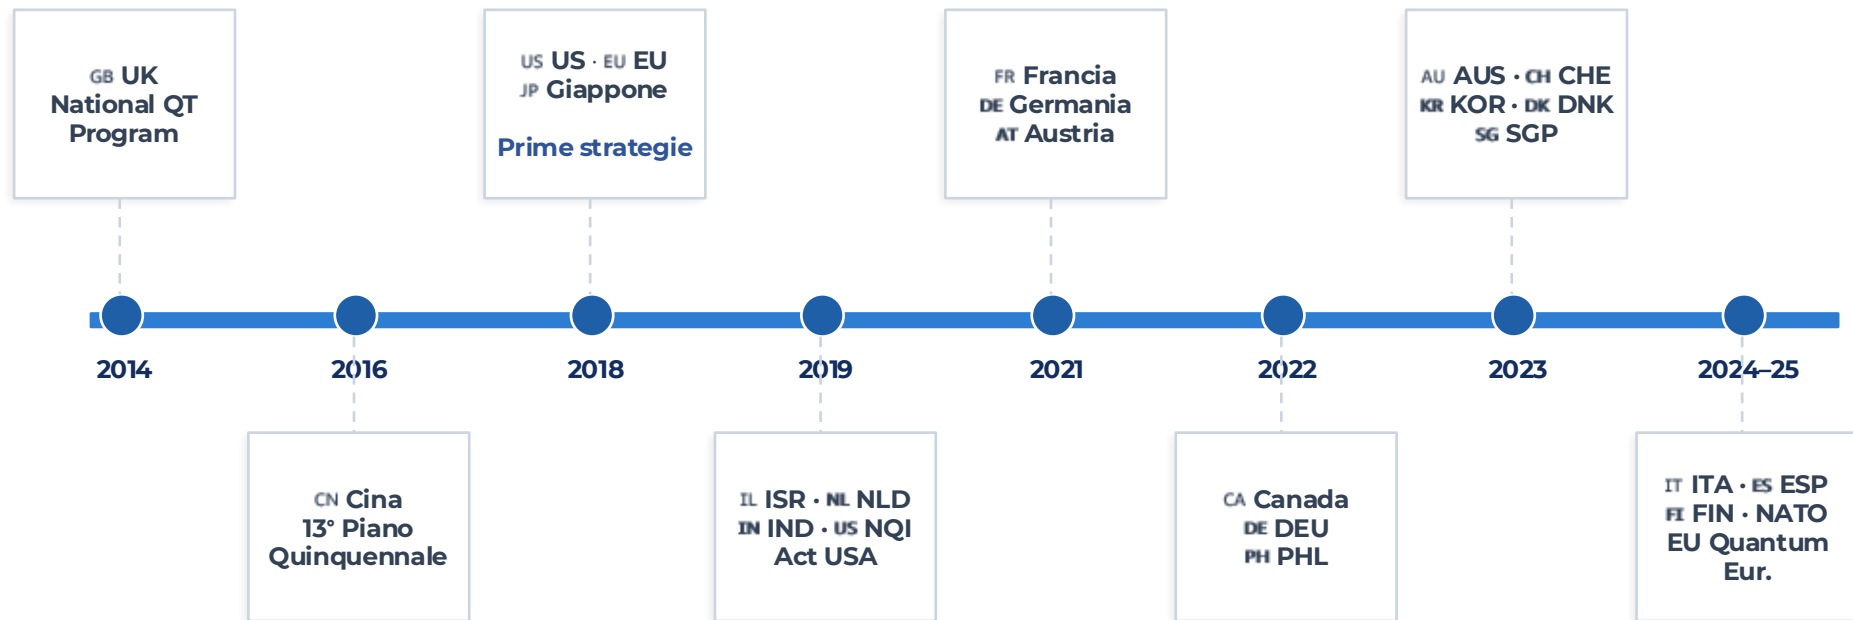 GB UK
National QT
Program
US US · EU EU
JP Giappone
Prime strategie
FR Francia
DE Germania
AT Austria
AU AUS · CH CHE
KR KOR · DK DNK
SG SGP
2014
2016
2018
2019
2021
2022
2023
2024–25
CN Cina
13° Piano
Quinquennale
IL ISR · NL NLD
IN IND · US NQI
Act USA
CA Canada
DE DEU
PH PHL
IT ITA · ES ESP
FI FIN · NATO
EU Quantum
Eur.